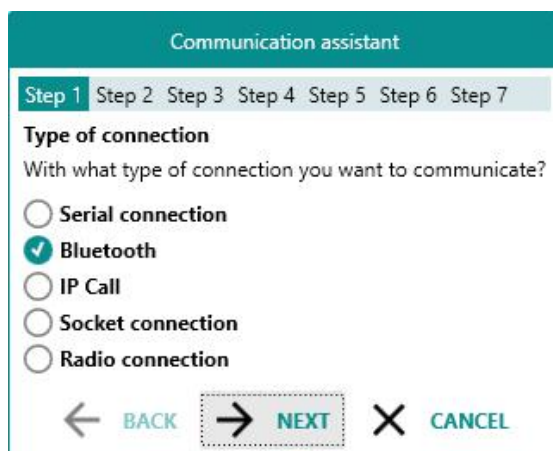 Communication assistant
Step 1 Step 2 Step 3 Step 4 Step 5 Step 6 Step 7
Type of connection
With what type of connection you want to communicate?
Serial connection
Bluetooth
IP Call
Socket connection
Radio connection
BACK NEXT CANCEL